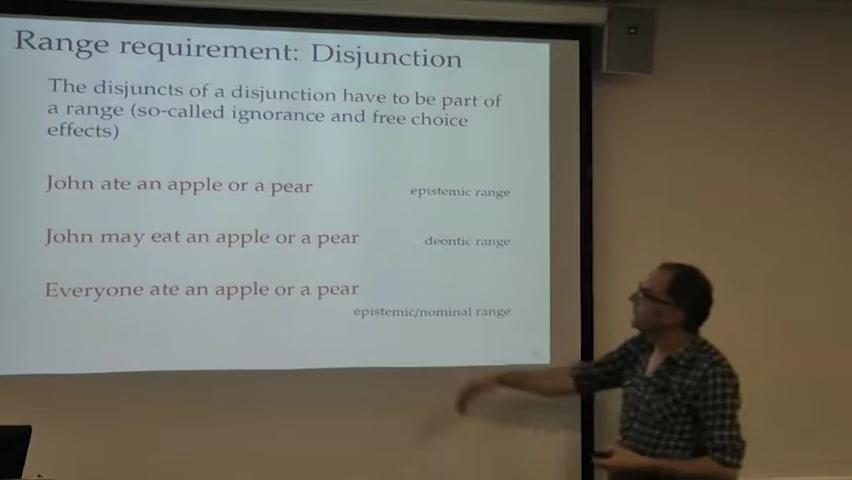 Range requirement: Disjunction
The disjuncts of a disjunction have to be part of
a range (so-called ignorance and free choice
effects)
John ate an apple or a pear epistemic range
John may eat an apple or a pear deontic range
Everyone ate an apple or a pear
epistemic/nominal range